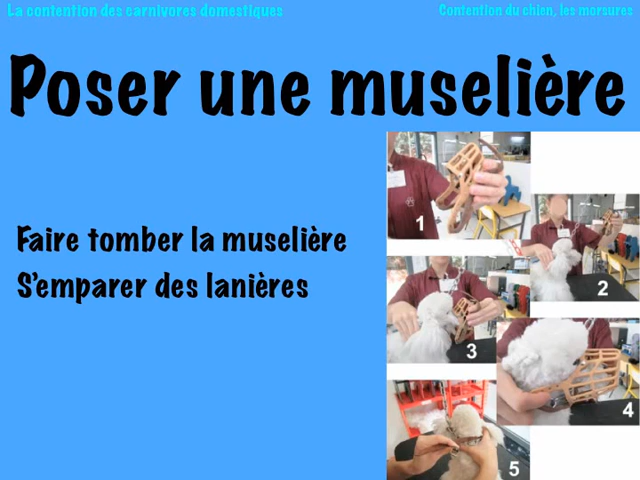 La contention des carnivores domestiques
Contention du chien, les morsures
Poser une muselière
Faire tomber la muselière
S'emparer des lanières
1
2
3
4
5